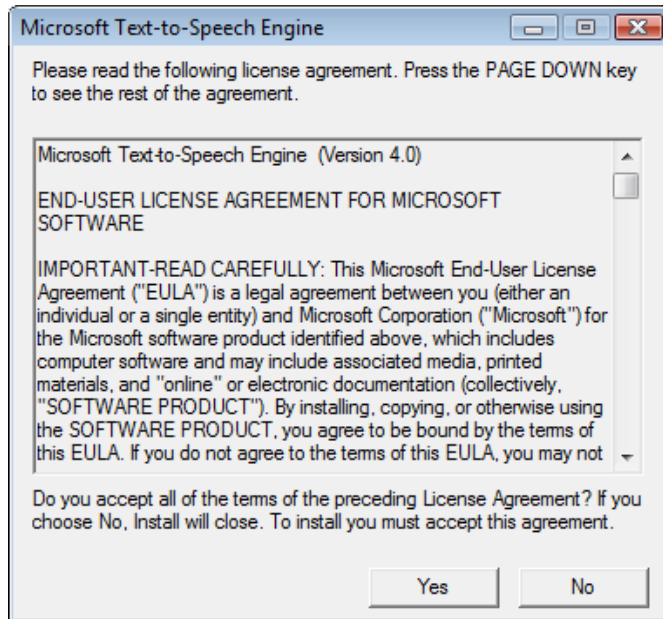 Microsoft Text-to-Speech Engine
Please read the following license agreement. Press the PAGE DOWN key
to see the rest of the agreement.
Microsoft Text-to-Speech Engine (Version 4.0)
END-USER LICENSE AGREEMENT FOR MICROSOFT
SOFTWARE
IMPORTANT-READ CAREFULLY: This Microsoft End-User License
Agreement ("EULA") is a legal agreement between you (either an
individual or a single entity) and Microsoft Corporation ("Microsoft") for
the Microsoft software product identified above, which includes
computer software and may include associated media, printed
materials, and "online" or electronic documentation (collectively,
"SOFTWARE PRODUCT"). By installing, copying, or otherwise using
the SOFTWARE PRODUCT, you agree to be bound by the terms of
this EULA. If you do not agree to the terms of this EULA, you may not
Do you accept all of the terms of the preceding License Agreement? If you
choose No, Install will close. To install you must accept this agreement.
Yes No